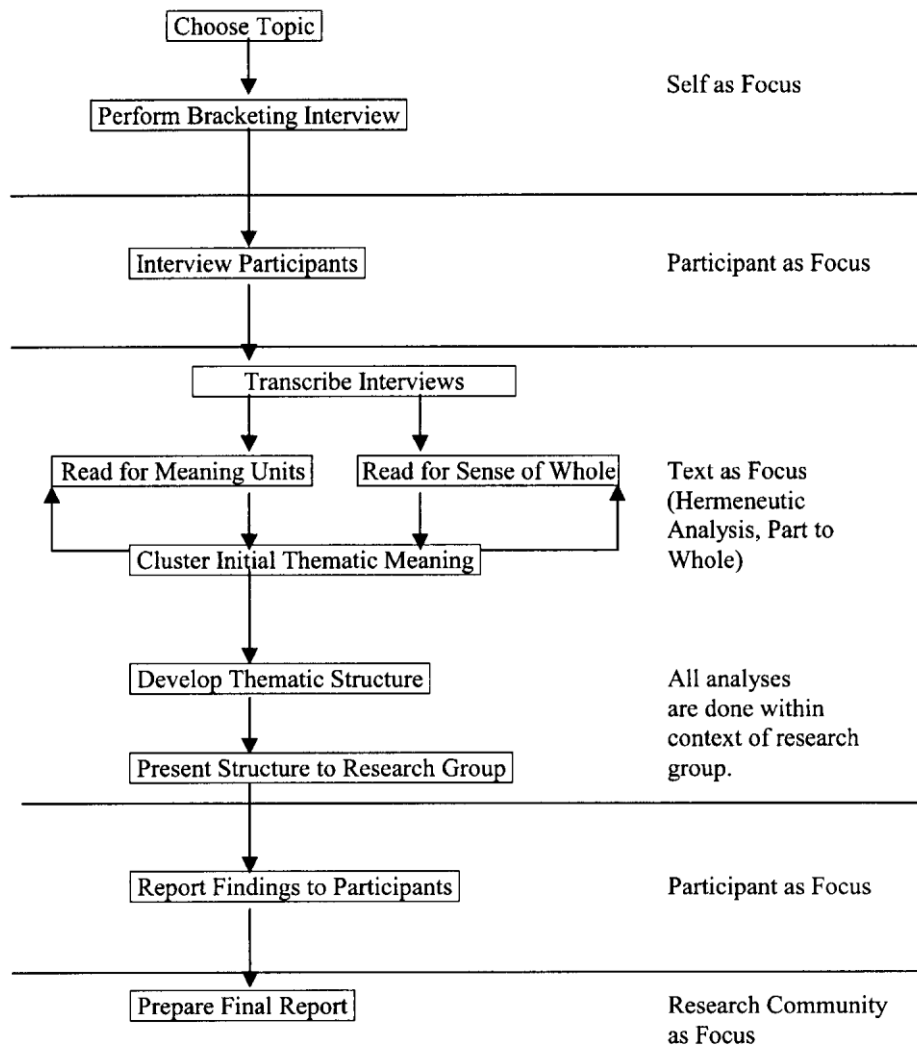 Choose Topic
Self as Focus
Perform Bracketing Interview
Interview Participants
Participant as Focus
Transcribe Interviews
Read for Meaning Units
Read for Sense of Whole
Text as Focus
(Hermeneutic
Analysis, Part to
Whole)
Cluster Initial Thematic Meaning
Develop Thematic Structure
All analyses
are done within
context of research
group.
Present Structure to Research Group
Report Findings to Participants
Participant as Focus
Prepare Final Report
Research Community
as Focus